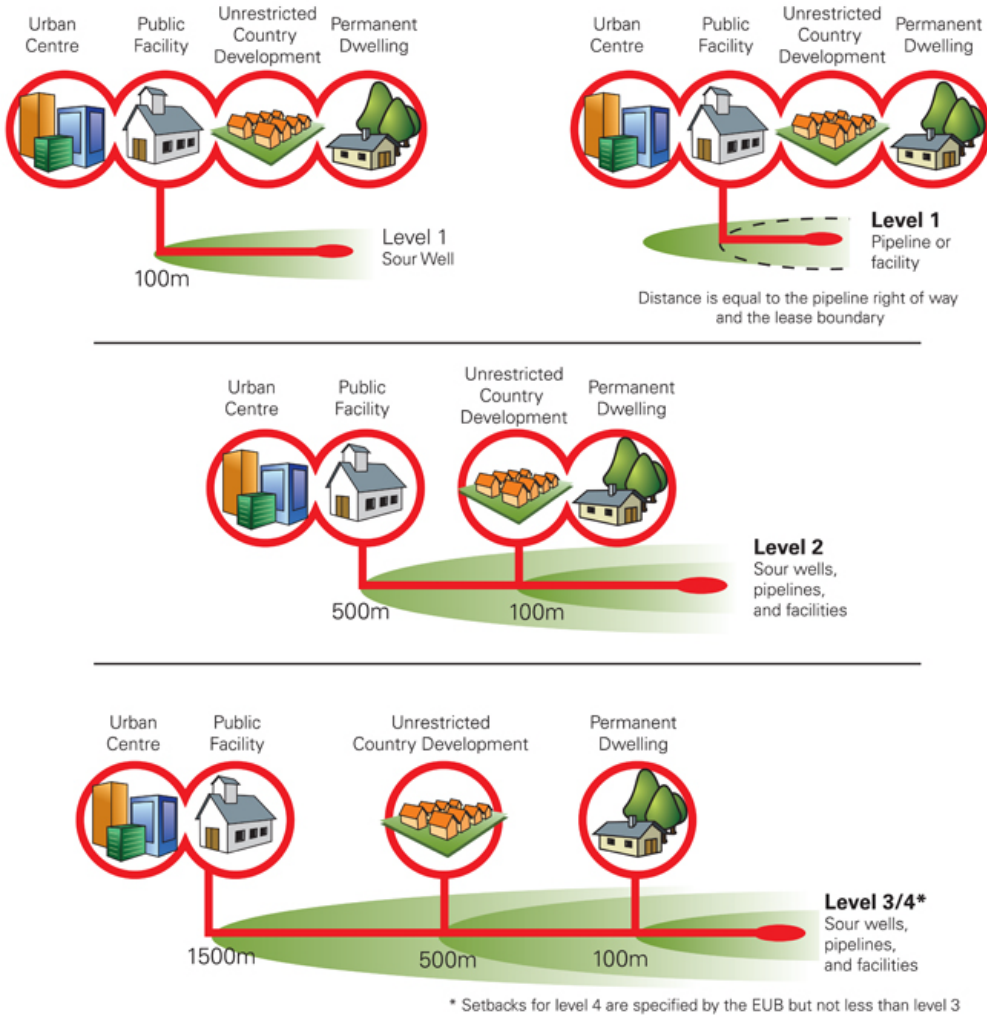 Urban
Centre
Public
Facility
Unrestricted
Country
Development
Permanent
Dwelling
100m
Level 1
Sour Well
Urban
Centre
Public
Facility
Unrestricted
Country
Development
Permanent
Dwelling
Level 1
Pipeline or
facility
Distance is equal to the pipeline right of way
and the lease boundary
Urban
Centre
Public
Facility
Unrestricted
Country
Development
Permanent
Dwelling
500m
100m
Level 2
Sour wells,
pipelines,
and facilities
Urban
Centre
Public
Facility
Unrestricted
Country Development
Permanent
Dwelling
1500m
500m
100m
Level 3/4*
Sour wells,
pipelines,
and facilities
* Setbacks for level 4 are specified by the EUB but not less than level 3